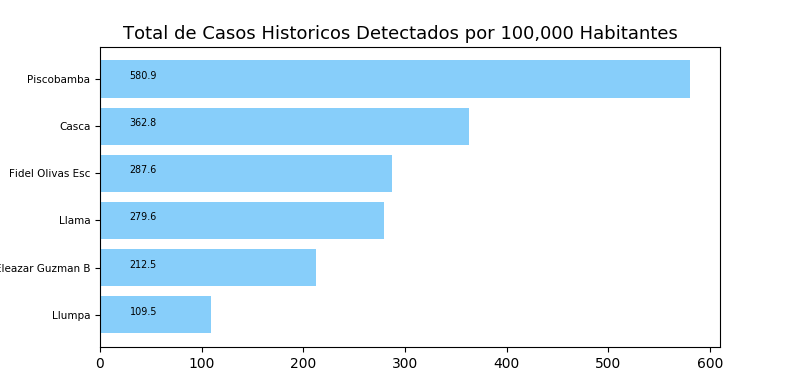 Total de Casos Historicos Detectados por 100,000 Habitantes
Piscobamba 580.9
Casca 362.8
Fidel Olivas Esc 287.6
Llama 279.6
Eleazar Guzman B 212.5
Llumpa 109.5
0 100 200 300 400 500 600